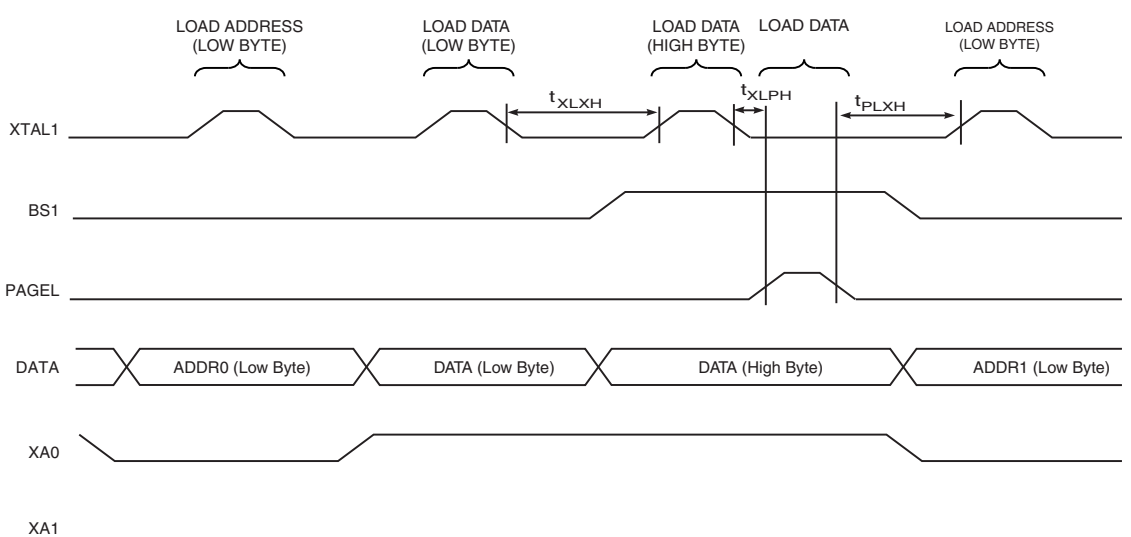 LOAD ADDRESS
(LOW BYTE)
LOAD DATA
(LOW BYTE)
LOAD DATA
(HIGH BYTE)
LOAD DATA
LOAD ADDRESS
(LOW BYTE)
tXLXH
tXLPH
tPLXH
XTAL1
BS1
PAGEL
DATA
ADDR0 (Low Byte)
DATA (Low Byte)
DATA (High Byte)
ADDR1 (Low Byte)
XA0
XA1